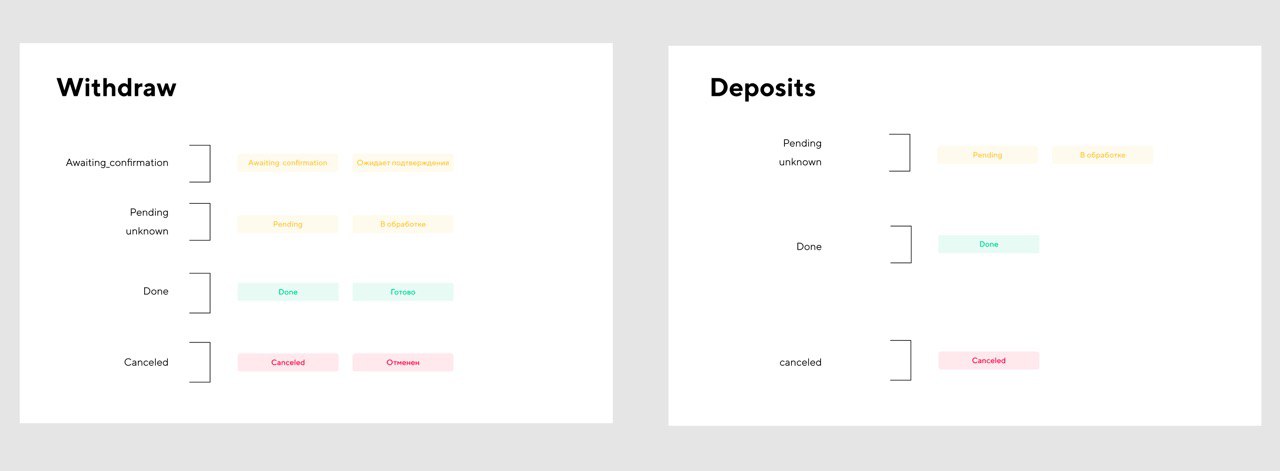 Withdraw
Awaiting_confirmation
Awaiting confirmation
Ожидает подтверждение
Pending
unknown
Pending
В обработке
Done
Done
Готово
Canceled
Canceled
Отменен
Deposits
Pending
unknown
Pending
В обработке
Done
Done
canceled
Canceled